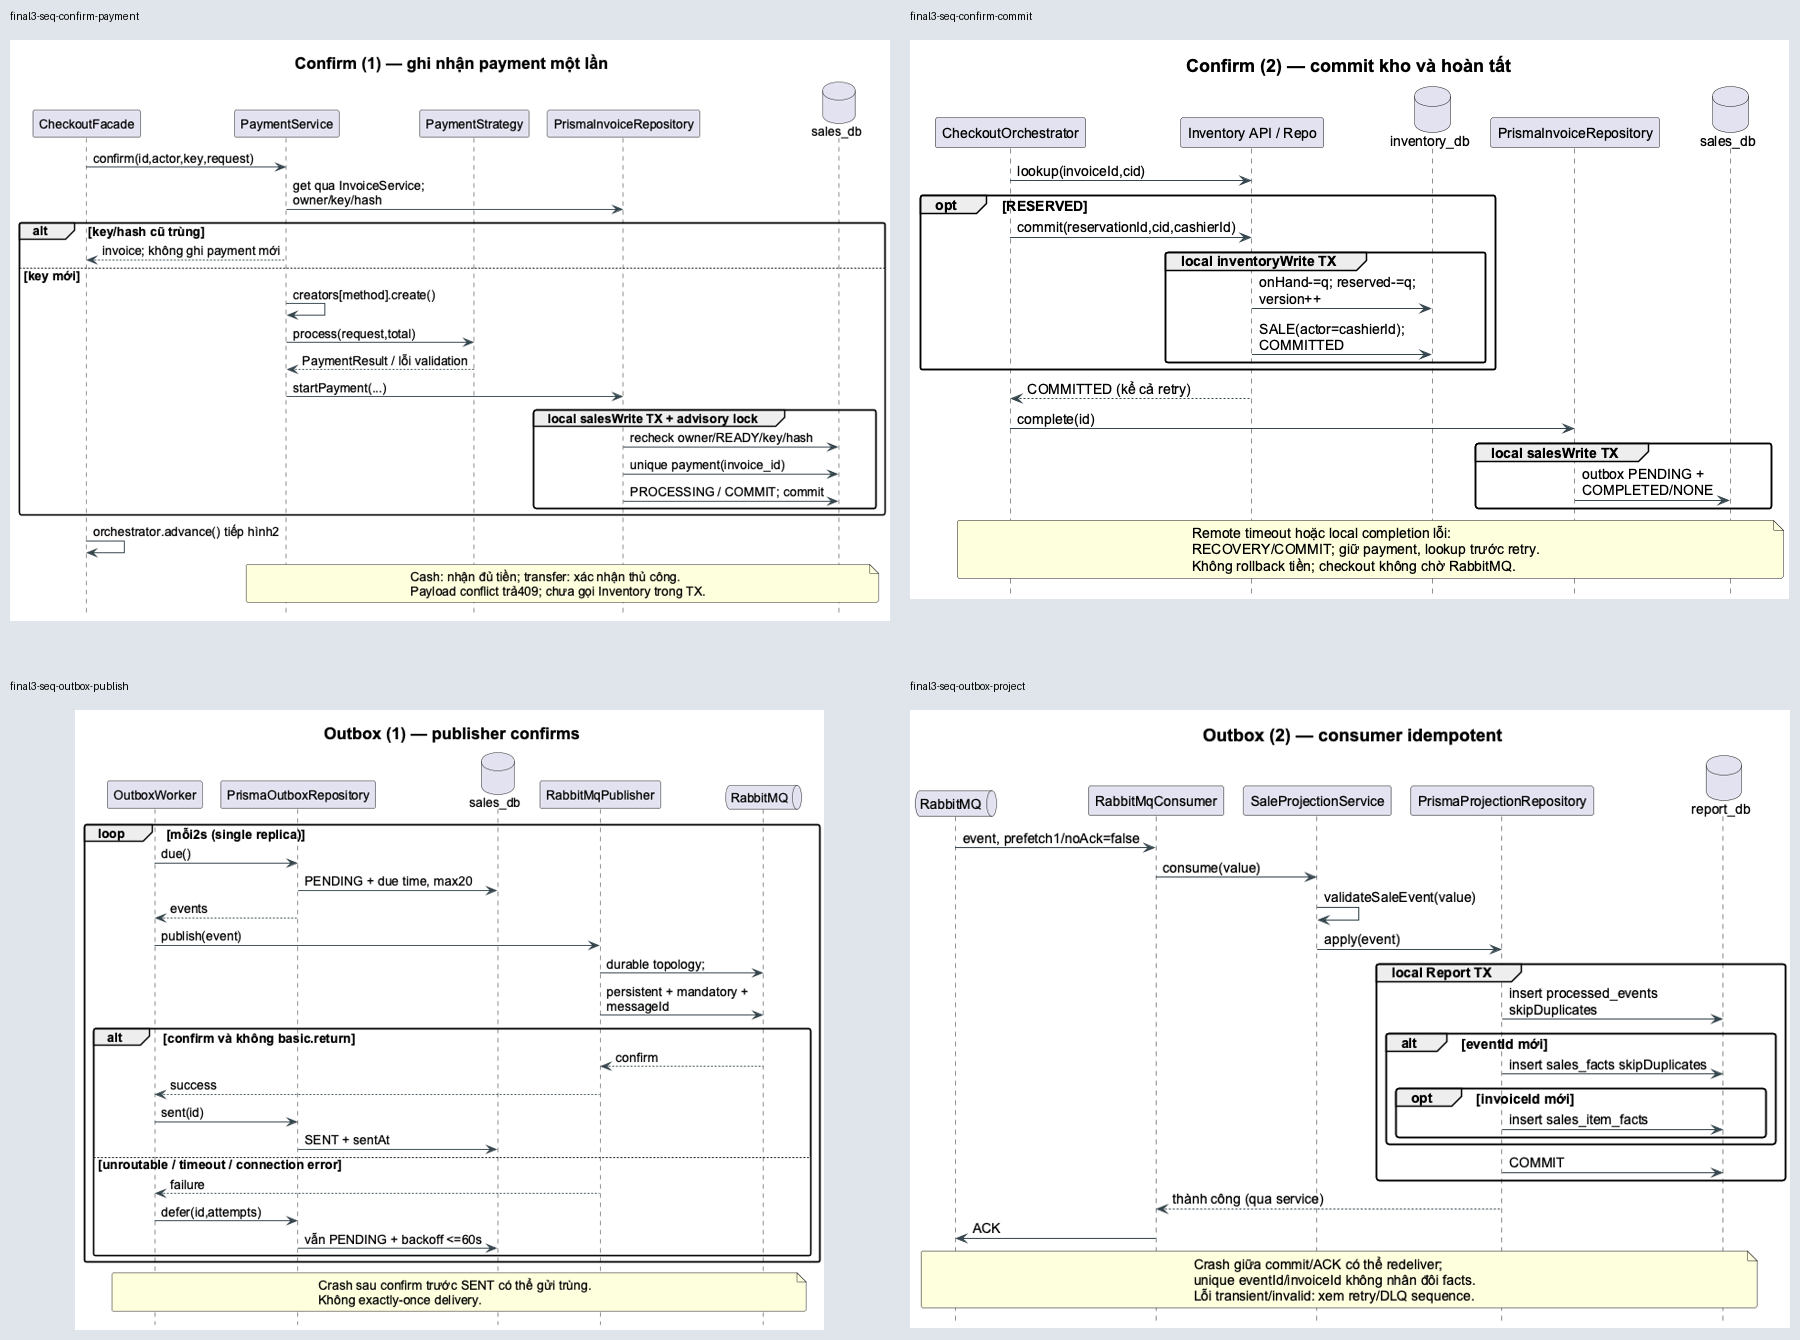 final3-seq-confirm-payment
Confirm (1) — ghi nhận payment một lần
CheckoutFacade
PaymentService
PaymentStrategy
PrismaInvoiceRepository
sales_db
confirm(id,actor,key,request)
get qua InvoiceService;
owner/key/hash
alt
[key/hash cũ trùng]
invoice; không ghi payment mới
[key mới]
creators[method].create()
process(request,total)
PaymentResult / lỗi validation
startPayment(...)
local salesWrite TX + advisory lock
recheck owner/READY/key/hash
unique payment(invoice_id)
PROCESSING / COMMIT; commit
orchestrator.advance() tiếp hình2
Cash: nhận đủ tiền; transfer: xác nhận thủ công.
Payload conflict trả409; chưa gọi Inventory trong TX.
final3-seq-confirm-commit
Confirm (2) — commit kho và hoàn tất
CheckoutOrchestrator
Inventory API / Repo
inventory_db
PrismaInvoiceRepository
sales_db
lookup(invoiceId,cid)
opt
[RESERVED]
commit(reservationId,cid,cashierId)
local inventoryWrite TX
onHand-=q; reserved-=q;
version++
SALE(actor=cashierId);
COMMITTED
COMMITTED (kể cả retry)
complete(id)
local salesWrite TX
outbox PENDING +
COMPLETED/NONE
Remote timeout hoặc local completion lỗi:
RECOVERY/COMMIT; giữ payment, lookup trước retry.
Không rollback tiền; checkout không chờ RabbitMQ.
final3-seq-outbox-publish
Outbox (1) — publisher confirms
OutboxWorker
PrismaOutboxRepository
sales_db
RabbitMqPublisher
RabbitMQ
loop
[mỗi2s (single replica)]
due()
PENDING + due time, max20
events
publish(event)
durable topology;
persistent + mandatory +
messageId
alt
[confirm và không basic.return]
confirm
success
sent(id)
SENT + sentAt
[unroutable / timeout / connection error]
failure
defer(id,attempts)
vẫn PENDING + backoff <=60s
Crash sau confirm trước SENT có thể gửi trùng.
Không exactly-once delivery.
final3-seq-outbox-project
Outbox (2) — consumer idempotent
RabbitMQ
RabbitMqConsumer
SaleProjectionService
PrismaProjectionRepository
report_db
event, prefetch1/noAck=false
consume(value)
validateSaleEvent(value)
apply(event)
local Report TX
insert processed_events
skipDuplicates
alt
[eventId mới]
insert sales_facts skipDuplicates
opt
[invoiceId mới]
insert sales_item_facts
COMMIT
thành công (qua service)
ACK
Crash giữa commit/ACK có thể redeliver;
unique eventId/invoiceId không nhân đôi facts.
Lỗi transient/invalid: xem retry/DLQ sequence.